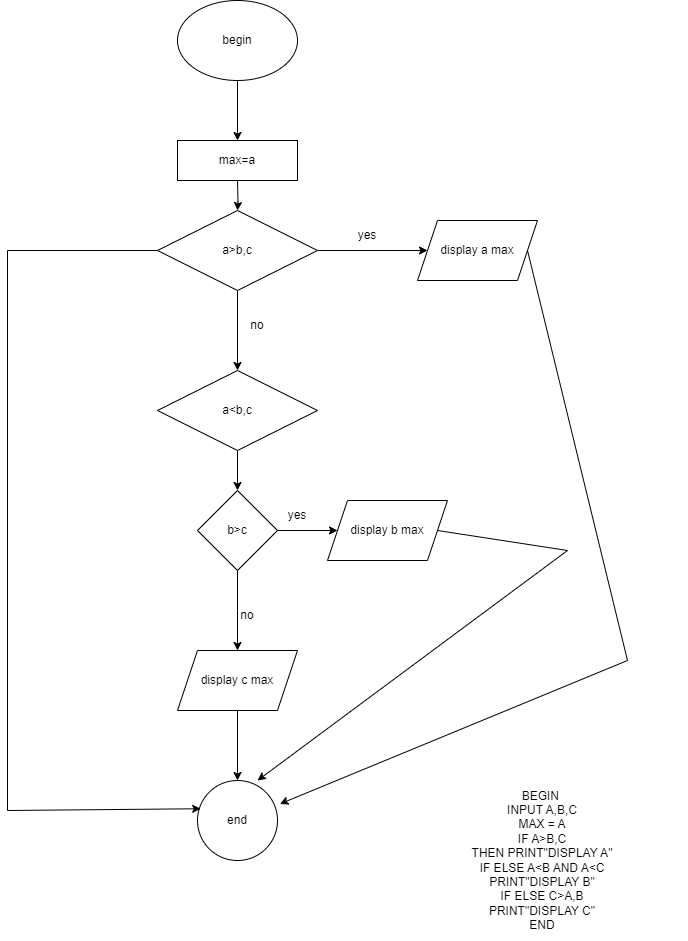 begin
max=a
a>b,c
yes
display a max
no
a<b,c
b>c
yes
display b max
no
display c max
end
BEGIN
INPUT A,B,C
MAX = A
IF A>B,C
THEN PRINT"DISPLAY A"
IF ELSE A<B AND A<C
PRINT"DISPLAY B"
IF ELSE C>A,B
PRINT"DISPLAY C"
END